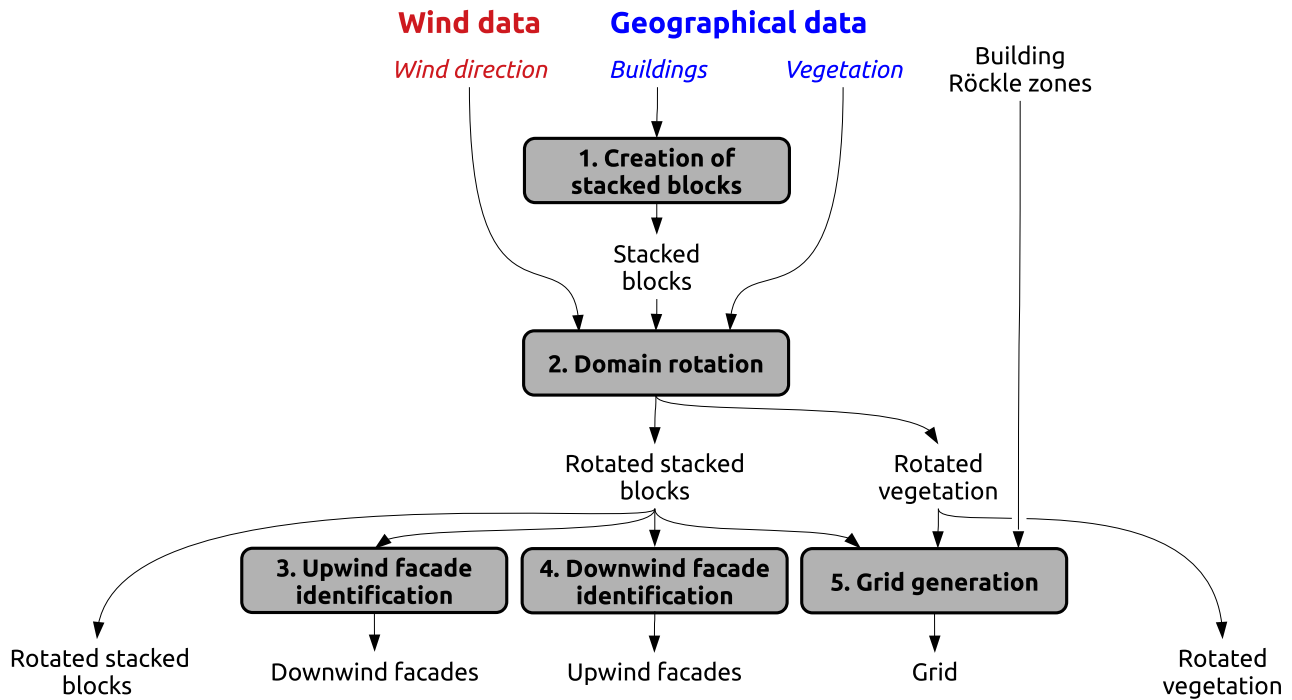 Wind data
Geographical data
Wind direction
Buildings
Vegetation
Building
Röckle zones
1. Creation of
stacked blocks
Stacked
blocks
2. Domain rotation
Rotated stacked
blocks
Rotated
vegetation
3. Upwind facade
identification
4. Downwind facade
identification
5. Grid generation
Rotated stacked
blocks
Downwind facades
Upwind facades
Grid
Rotated
vegetation